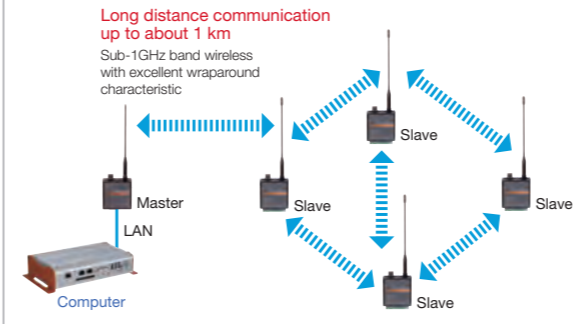 Long distance communication
up to about 1 km
Sub-1GHz band wireless
with excellent wraparound
characteristic
Slave
Master
Slave
Slave
LAN
Computer
Slave